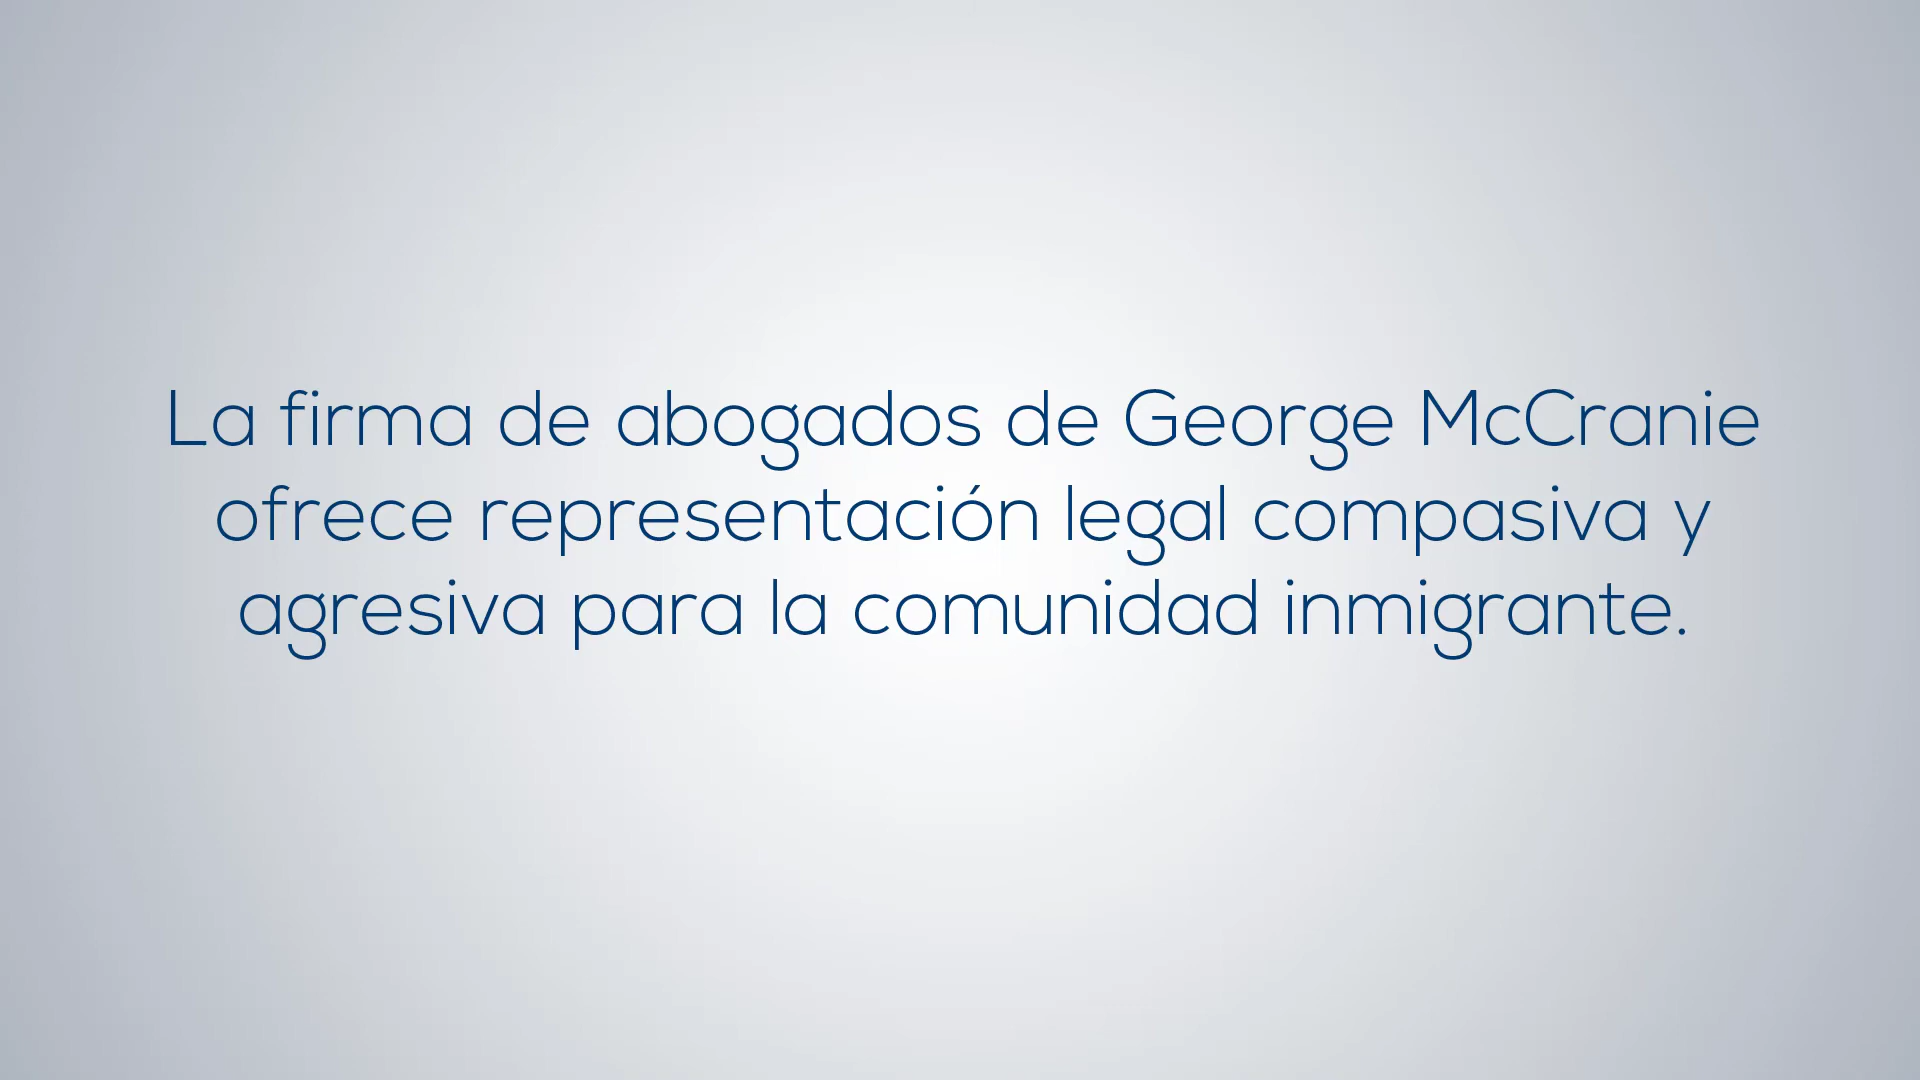 La firma de abogados de George McCranie
ofrece representación legal compasiva y
agresiva para la comunidad inmigrante.